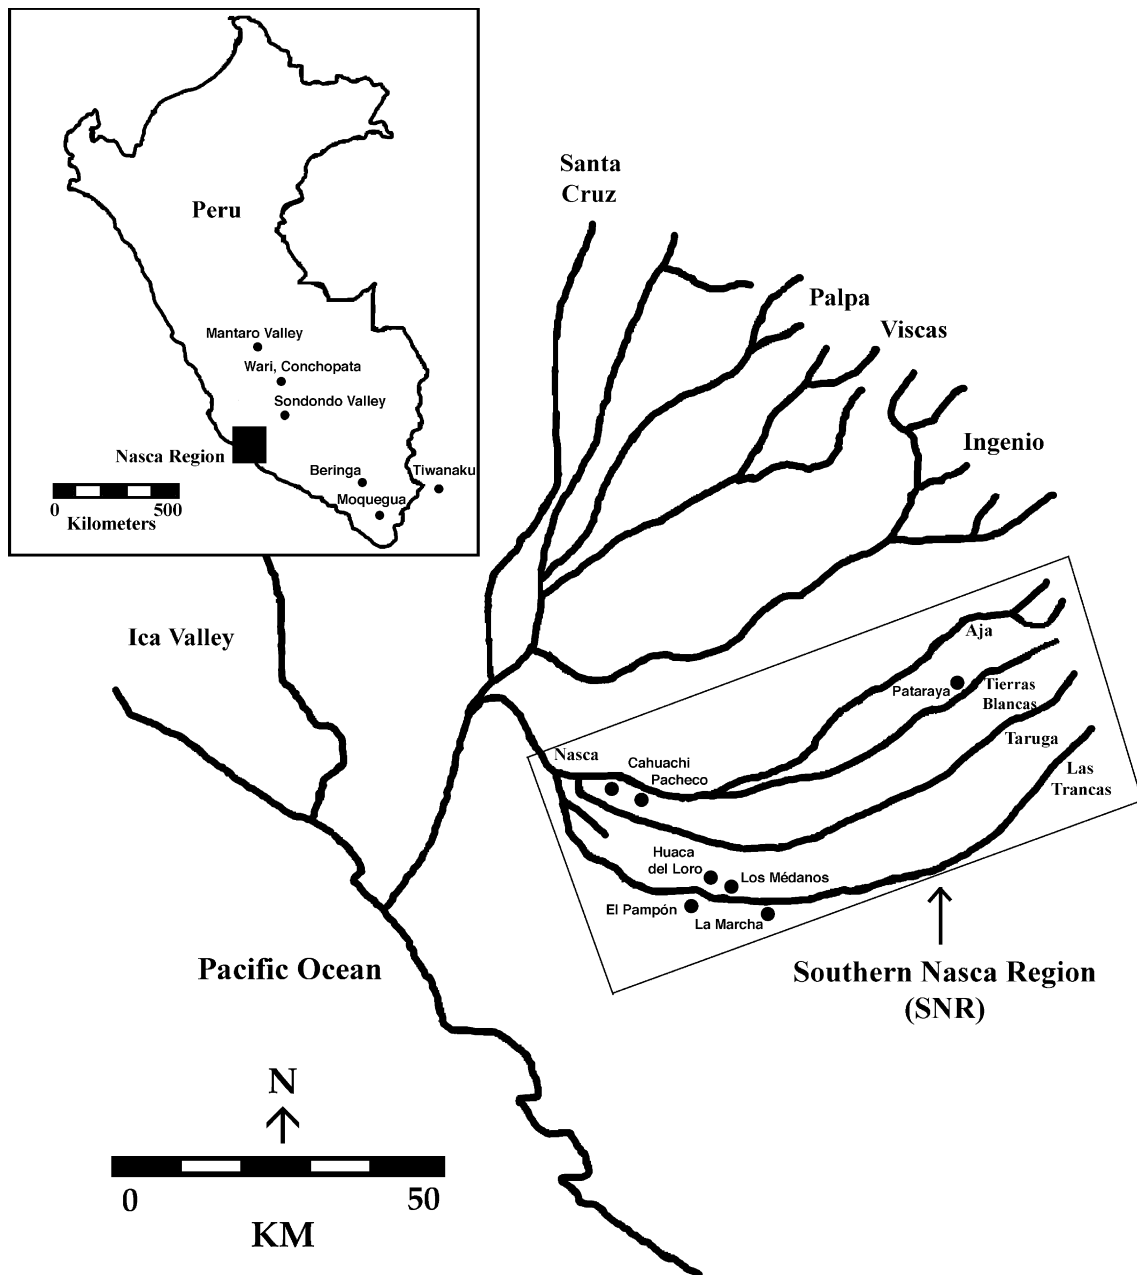 Peru
Mantaro Valley
Wari, Conchopata
Sondondo Valley
Nasca Region
Beringa
Tiwanaku
Moquegua
0 500
Kilometers
Santa
Cruz
Palpa
Viscas
Ingenio
Ica Valley
Aja
Pataraya
Tierras
Blancas
Taruga
Las
Trancas
Nasca
Cahuachi
Pacheco
Huaca
del Loro
Los Médanos
El Pampón
La Marcha
Pacific Ocean
Southern Nasca Region
(SNR)
N
0 50
KM